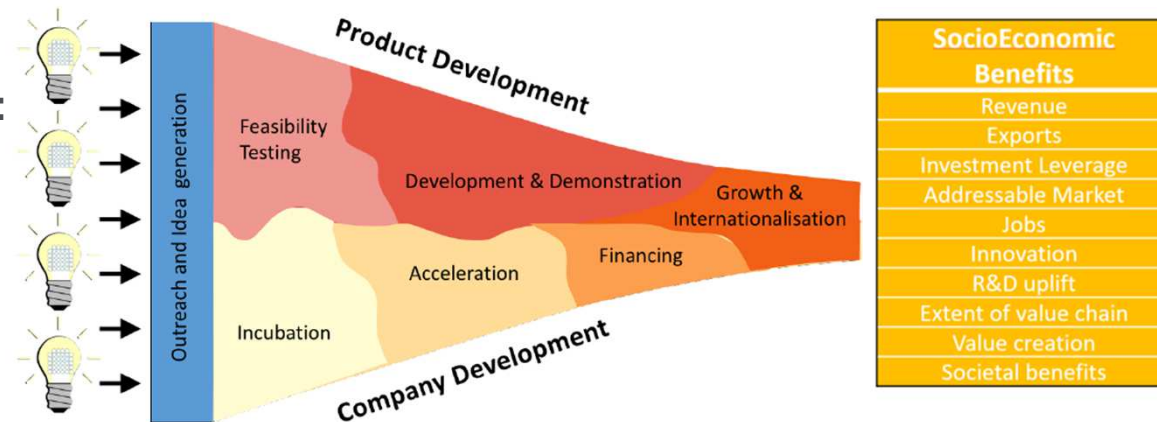 Outreach and Idea generation
Product Development
Feasibility
Testing
Development & Demonstration
Growth &
Internationalisation
Incubation
Acceleration
Financing
Company Development
SocioEconomic
Benefits
Revenue
Exports
Investment Leverage
Addressable Market
Jobs
Innovation
R&D uplift
Extent of value chain
Value creation
Societal benefits